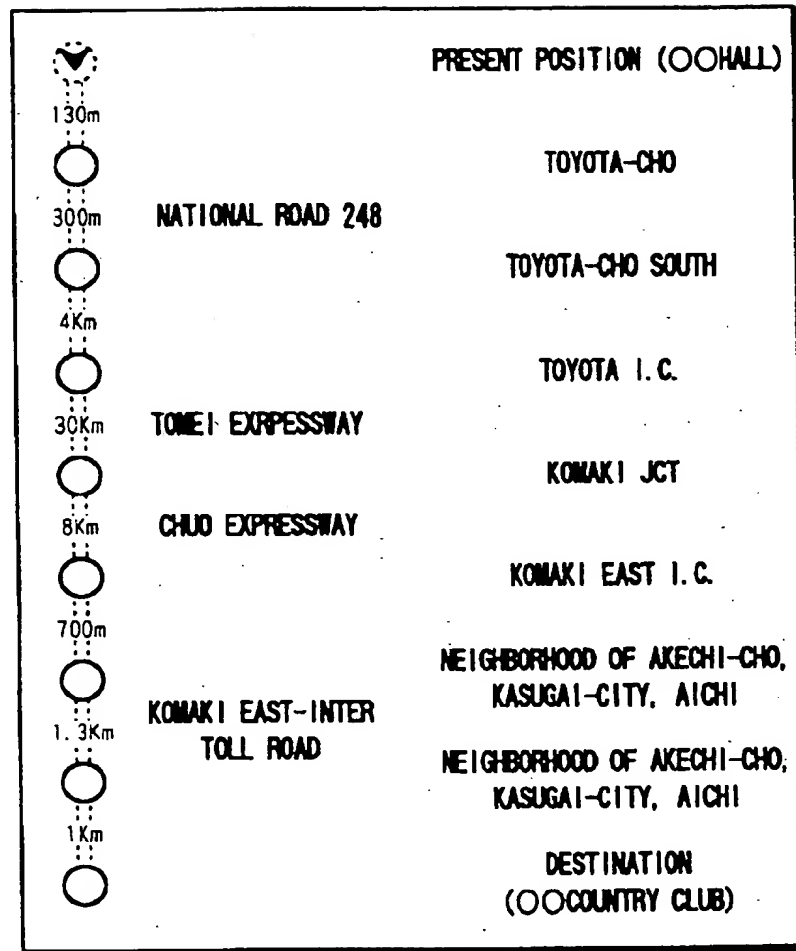 PRESENT POSITION (○○HALL)
130m
TOYOTA-CHO
300m NATIONAL ROAD 248
TOYOTA-CHO SOUTH
4Km
TOYOTA I.C.
30Km TOMEI EXRPESSWAY
KOMAKI JCT
8Km CHUO EXPRESSWAY
KOMAKI EAST I.C.
700m
NEIGHBORHOOD OF AKECHI-CHO,
KASUGAI-CITY, AICHI
1.3Km KOMAKI EAST-INTER
TOLL ROAD
NEIGHBORHOOD OF AKECHI-CHO,
KASUGAI-CITY, AICHI
1Km
DESTINATION
(○○COUNTRY CLUB)